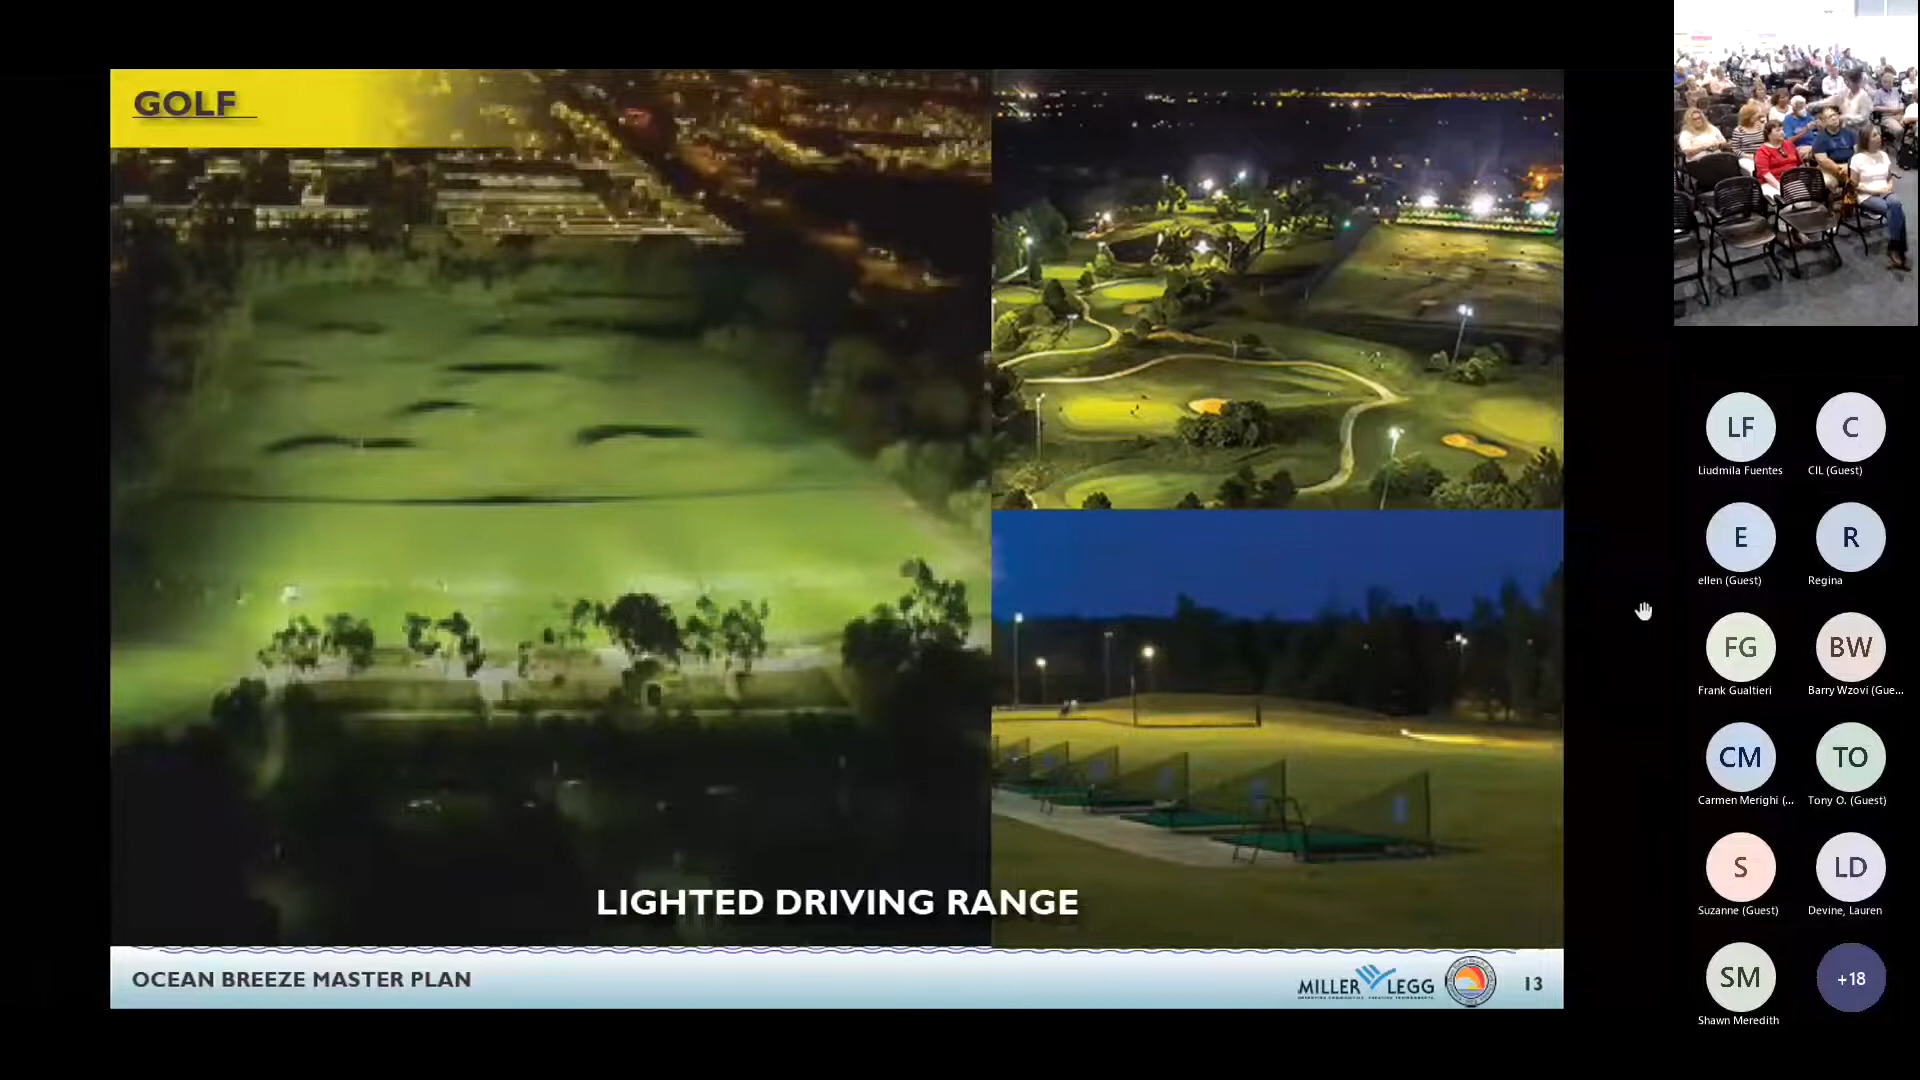 GOLF
LIGHTED DRIVING RANGE
OCEAN BREEZE MASTER PLAN
MILLER LEGG
13
LF
C
Liudmila Fuentes
CIL (Guest)
E
R
ellen (Guest)
Regina
FG
BW
Frank Gualtieri
Barry Wzovi (Gue...
CM
TO
Carmen Merighi (...
Tony O. (Guest)
S
LD
Suzanne (Guest)
Devine, Lauren
SM
+18
Shawn Meredith